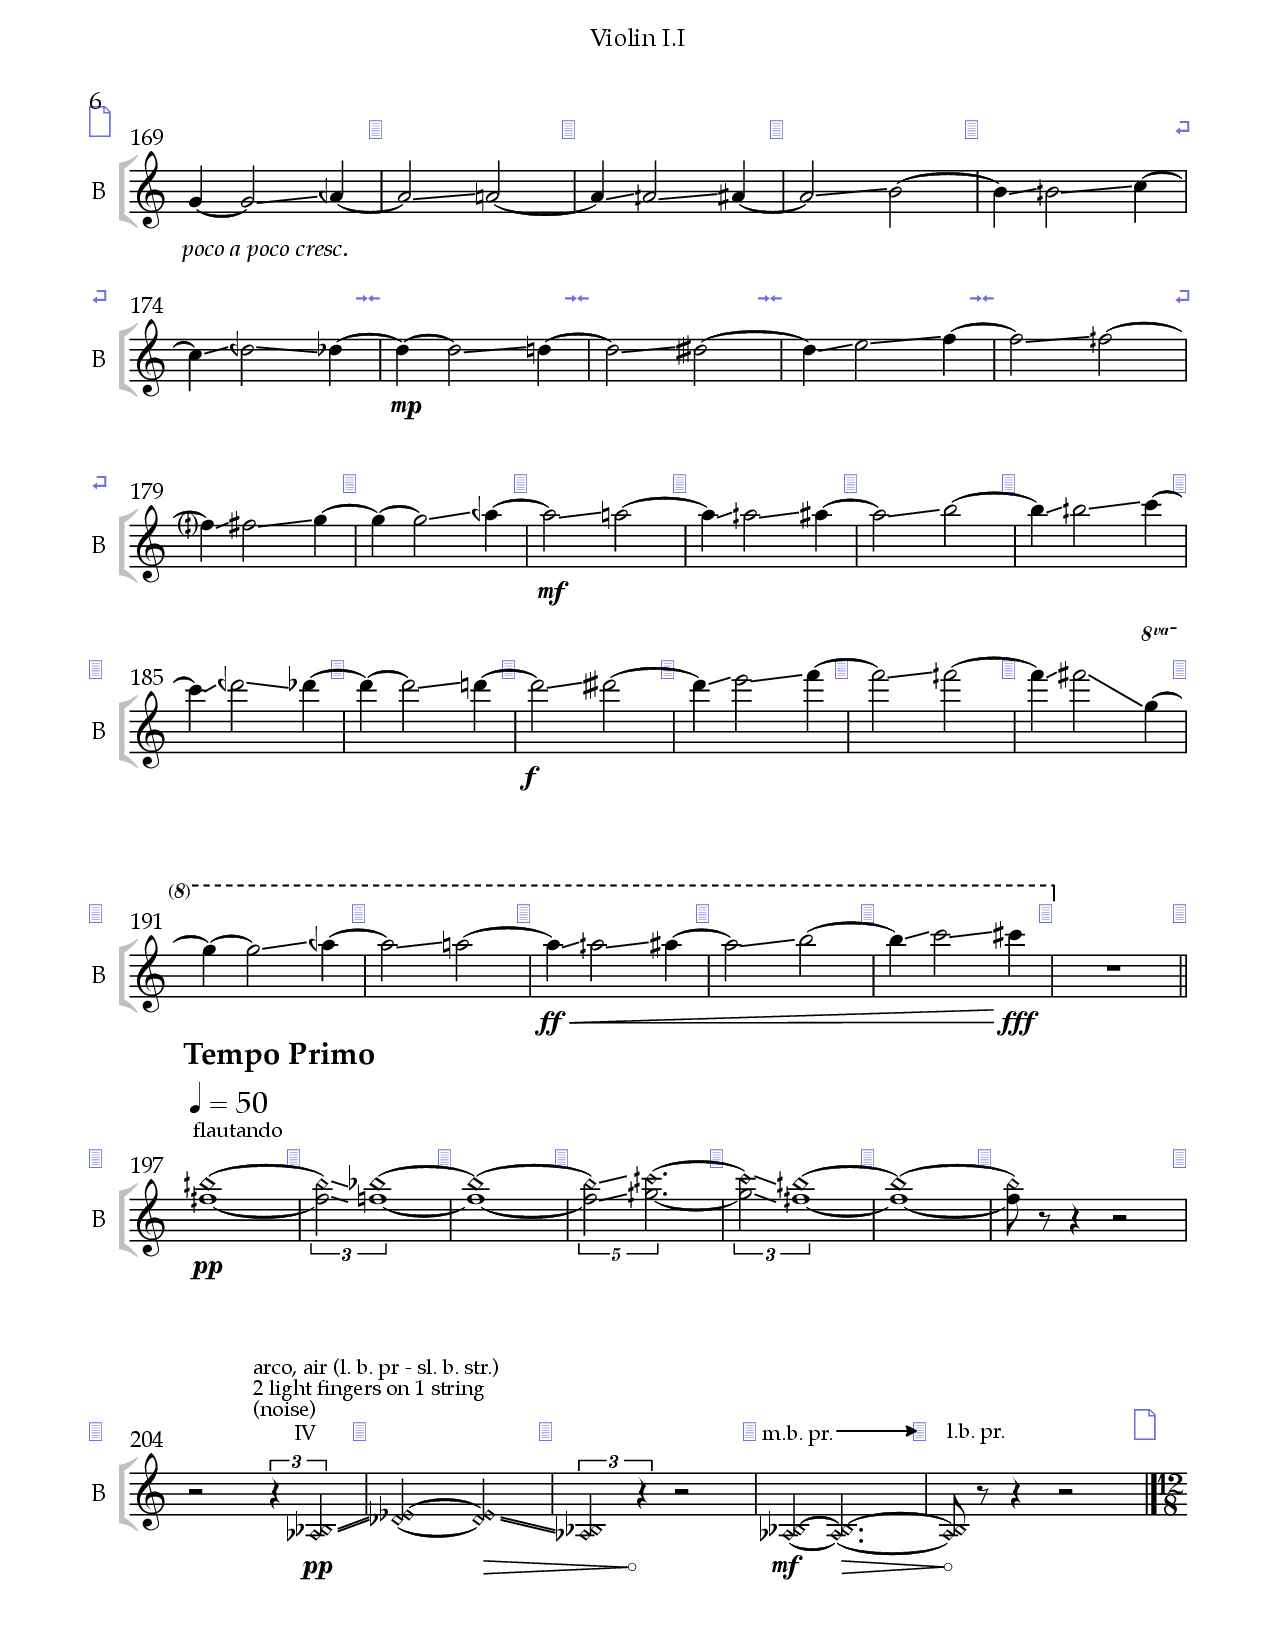 Violin I.I
6
169
B
poco a poco cresc.
174
B
mp
179
B
mf
8va
185
B
f
(8)
191
B
ff fff
Tempo Primo
= 50
flautando
197
B
pp
3 5 3
arco, air (l. b. pr - sl. b. str.)
2 light fingers on 1 string
(noise)
IV m.b. pr. l.b. pr.
204
3 3
B
12
8
pp mf